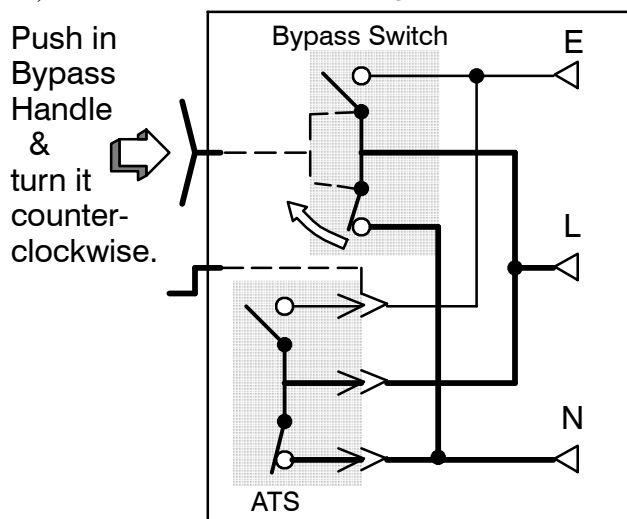 Push in
Bypass
Handle
&
turn it
counter-
clockwise.
Bypass Switch
E
L
N
ATS